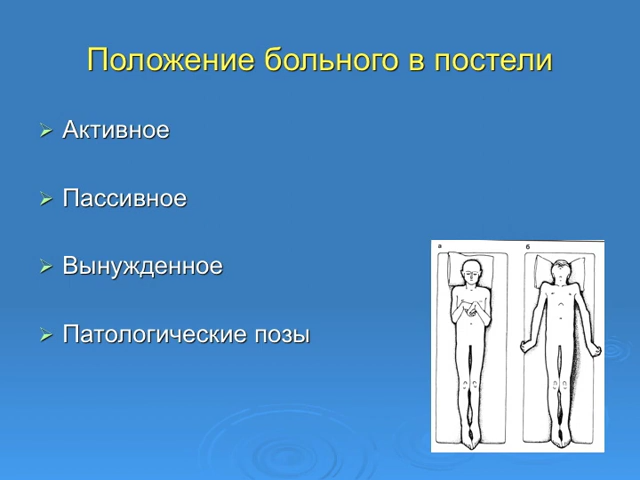 Положение больного в постели
Активное
Пассивное
Вынужденное
Патологические позы
а
б